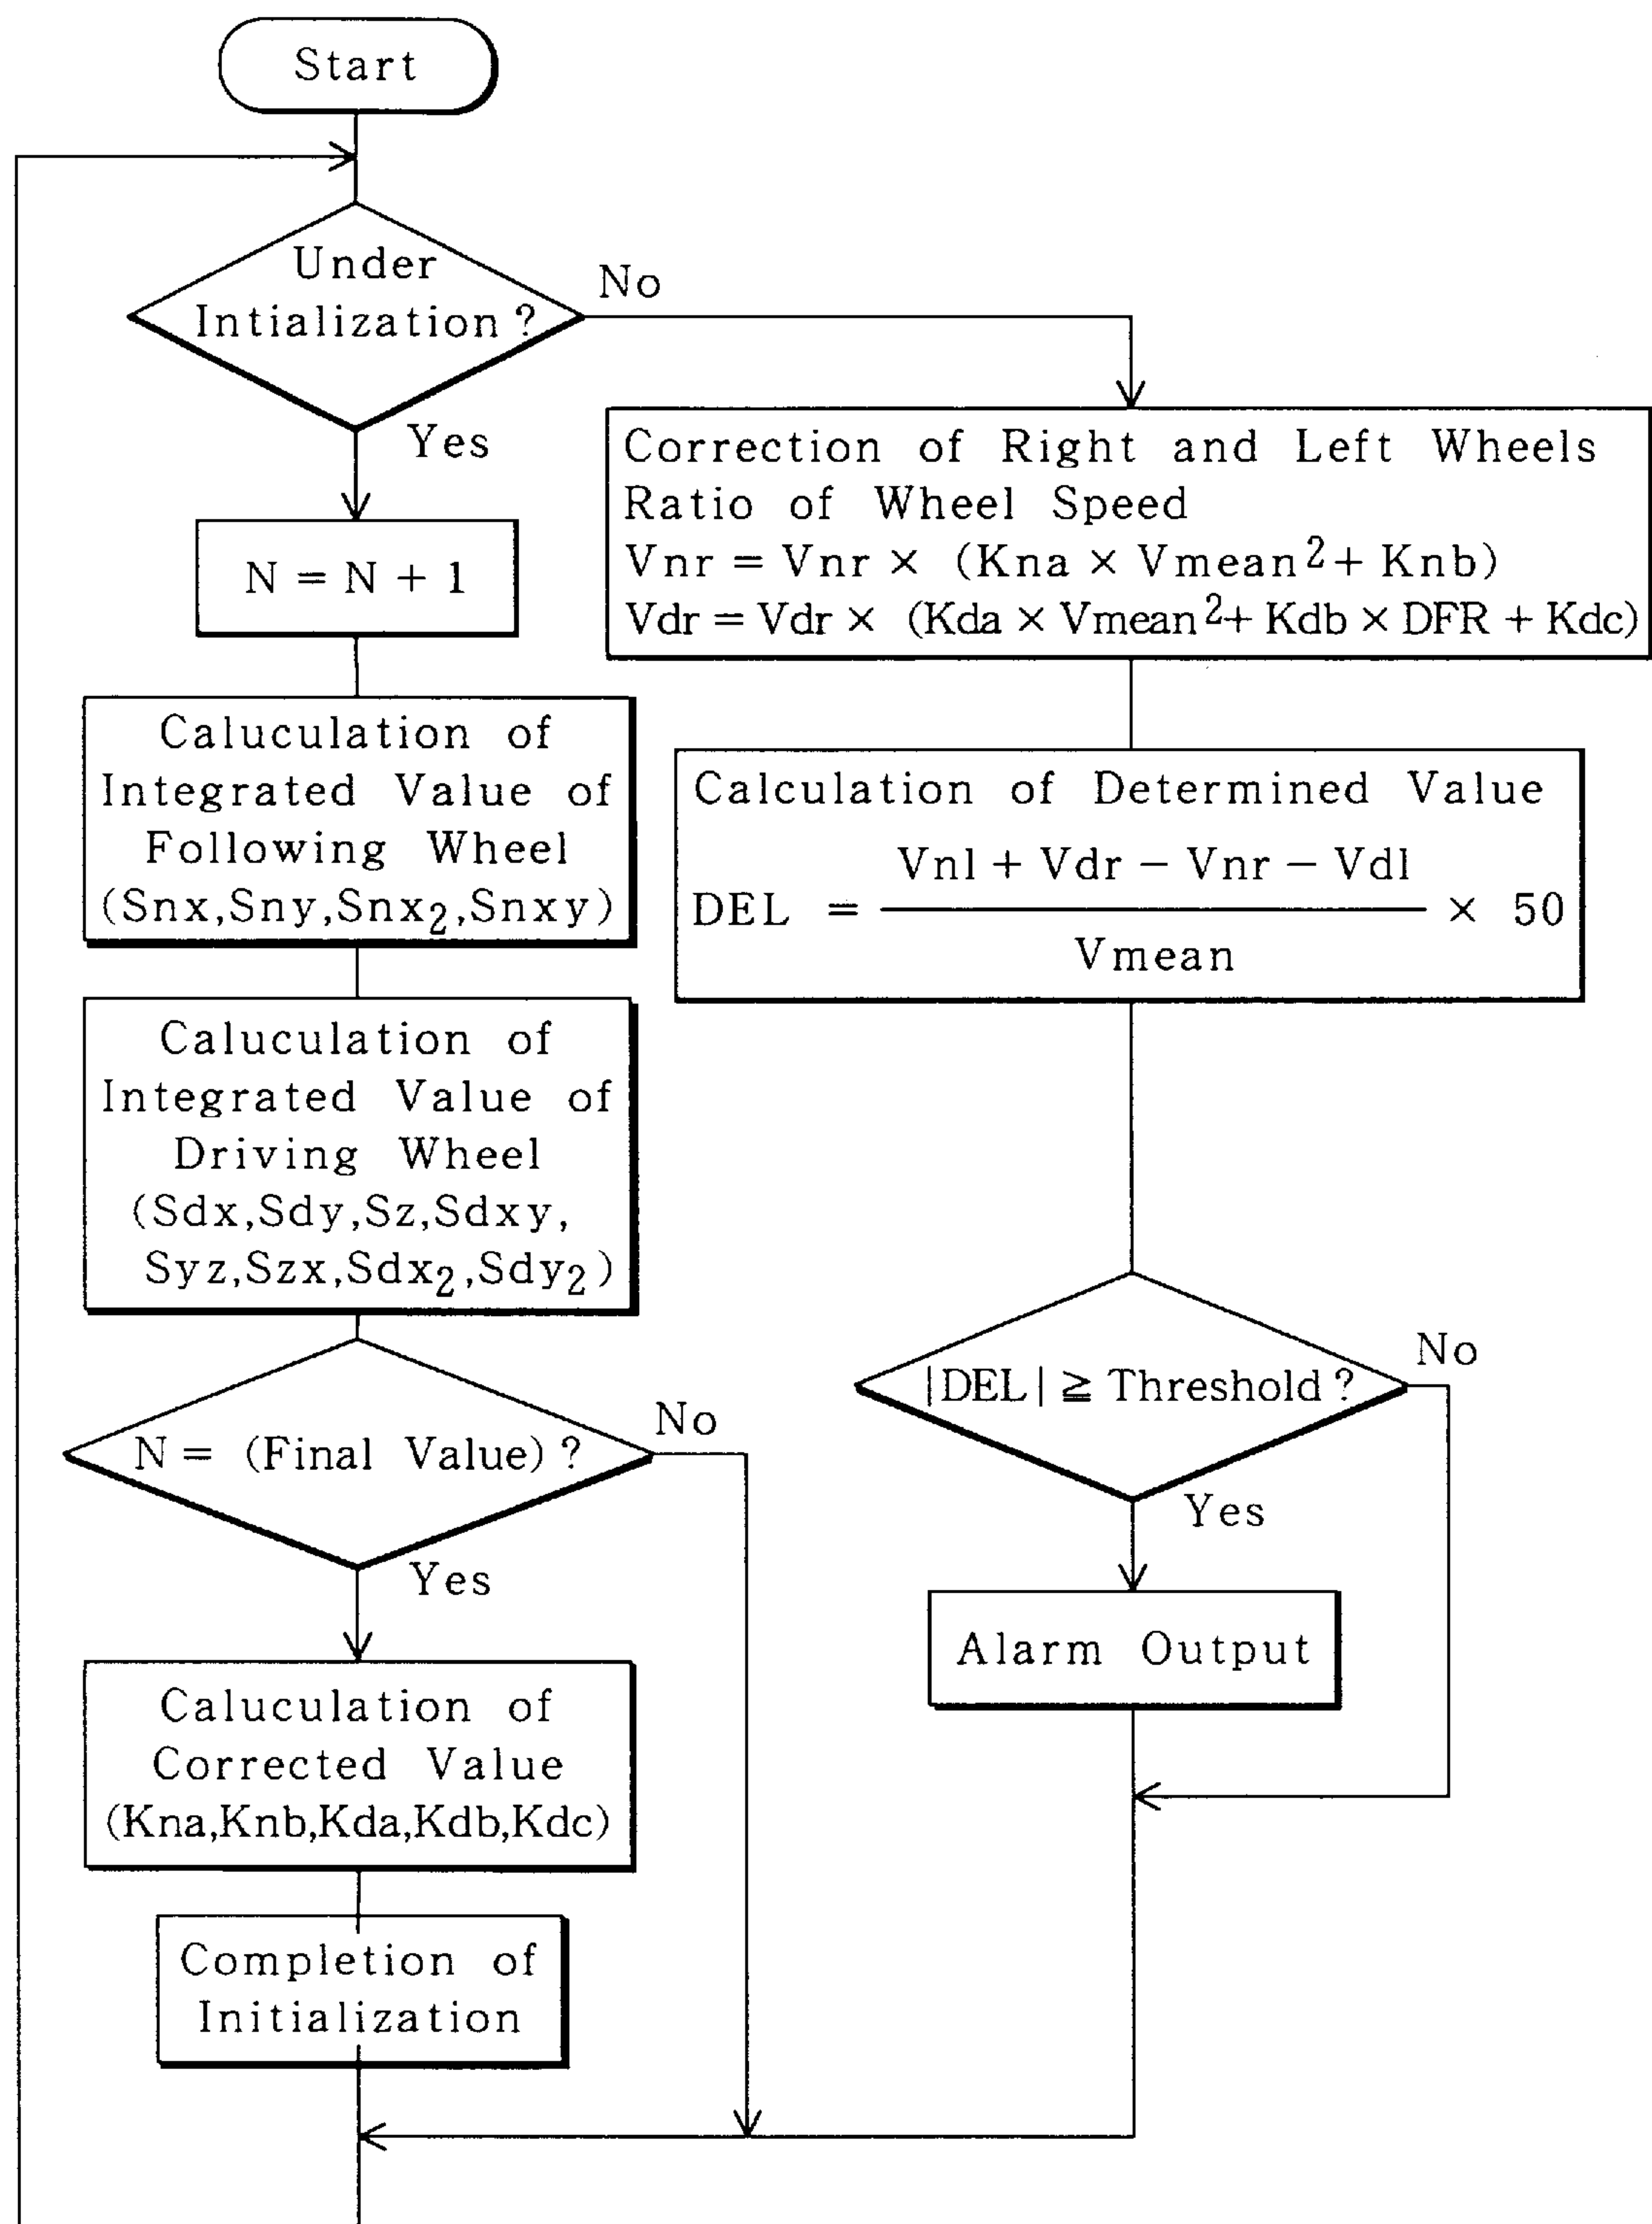 Start
Under
Intialization ?
No
Yes
N = N + 1
Caluculation of
Integrated Value of
Following Wheel
(Snx,Sny,Snx₂,Snxy)
Caluculation of
Integrated Value of
Driving Wheel
(Sdx,Sdy,Sz,Sdxy,
Syz,Szx,Sdx₂,Sdy₂)
N = (Final Value) ?
No
Yes
Caluculation of
Corrected Value
(Kna,Knb,Kda,Kdb,Kdc)
Completion of
Initialization
Correction of Right and Left Wheels
Ratio of Wheel Speed
Vnr = Vnr × (Kna × Vmean² + Knb)
Vdr = Vdr × (Kda × Vmean² + Kdb × DFR + Kdc)
Calculation of Determined Value
Vnl + Vdr − Vnr − Vdl
DEL = × 50
Vmean
|DEL| ≧ Threshold ?
No
Yes
Alarm Output